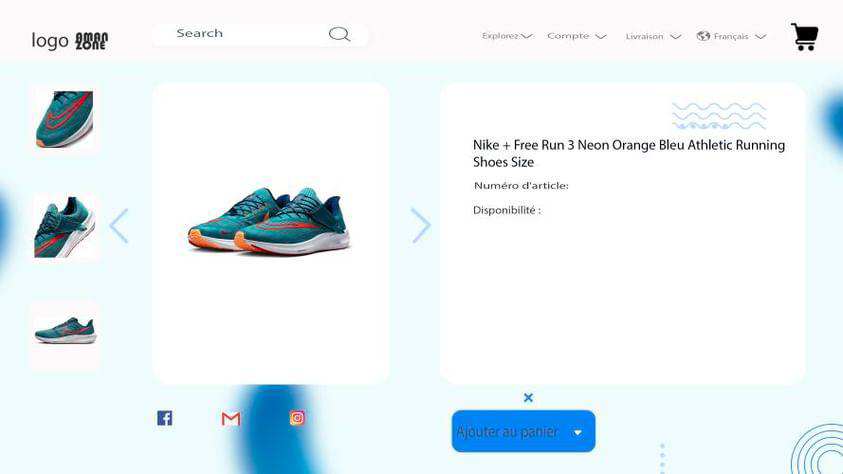 logo AMAN
ZONE
Search
Explorez
Compte
Livraison
Français
Nike + Free Run 3 Neon Orange Bleu Athletic Running
Shoes Size
Numéro d'article:
Disponibilité :
Ajouter au panier